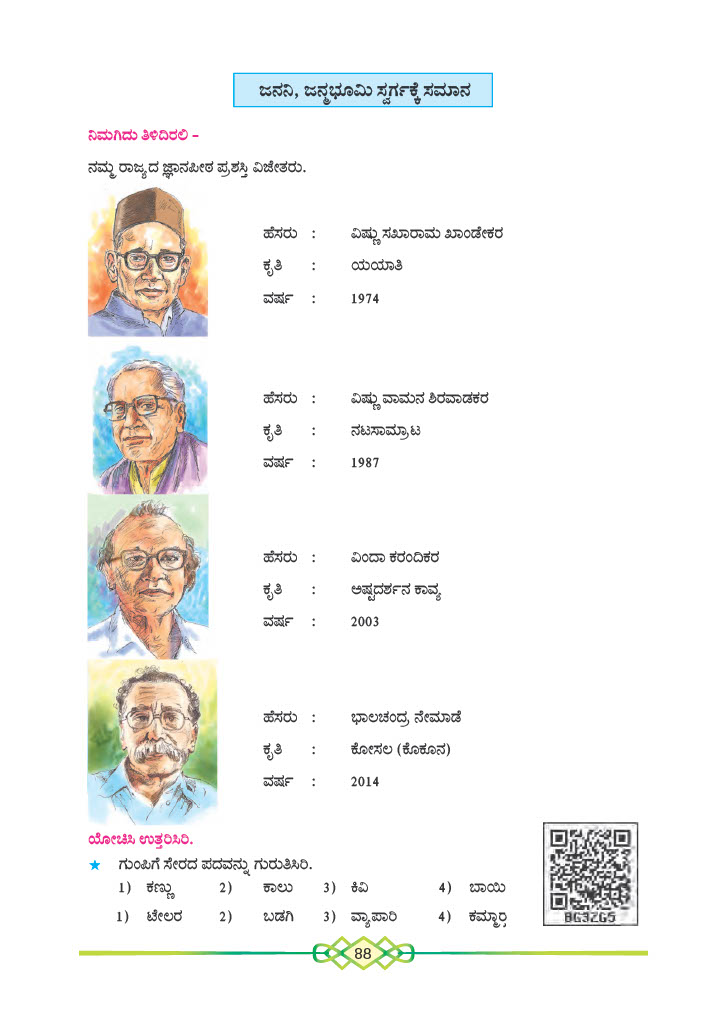 ಜನನಿ, ಜನ್ಮಭೂಮಿ ಸ್ವರ್ಗಕ್ಕೆ ಸಮಾನ
ನಿಮಗಿದು ತಿಳಿದಿರಲಿ –
ನಮ್ಮ ರಾಜ್ಯದ ಜ್ಞಾನಪೀಠ ಪ್ರಶಸ್ತಿ ವಿಜೇತರು.
ಹೆಸರು : ವಿಷ್ಣು ಸಖಾರಾಮ ಖಾಂಡೇಕರ
ಕೃತಿ : ಯಯಾತಿ
ವರ್ಷ : 1974
ಹೆಸರು : ವಿಷ್ಣು ವಾಮನ ಶಿರವಾಡಕರ
ಕೃತಿ : ನಟಸಾಮ್ರಾಟ
ವರ್ಷ : 1987
ಹೆಸರು : ವಿಂದಾ ಕರಂದಿಕರ
ಕೃತಿ : ಅಷ್ಟದರ್ಶನ ಕಾವ್ಯ
ವರ್ಷ : 2003
ಹೆಸರು : ಭಾಲಚಂದ್ರ ನೇಮಾಡೆ
ಕೃತಿ : ಕೋಸಲ (ಕೊಕೂನ)
ವರ್ಷ : 2014
ಯೋಚಿಸಿ ಉತ್ತರಿಸಿರಿ.
★ ಗುಂಪಿಗೆ ಸೇರದ ಪದವನ್ನು ಗುರುತಿಸಿರಿ.
1) ಕಣ್ಣು 2) ಕಾಲು 3) ಕಿವಿ 4) ಬಾಯಿ
1) ಟೇಲರ 2) ಬಡಗಿ 3) ವ್ಯಾಪಾರಿ 4) ಕಮ್ಮಾರ್‍ರ
BG3ZG5
88